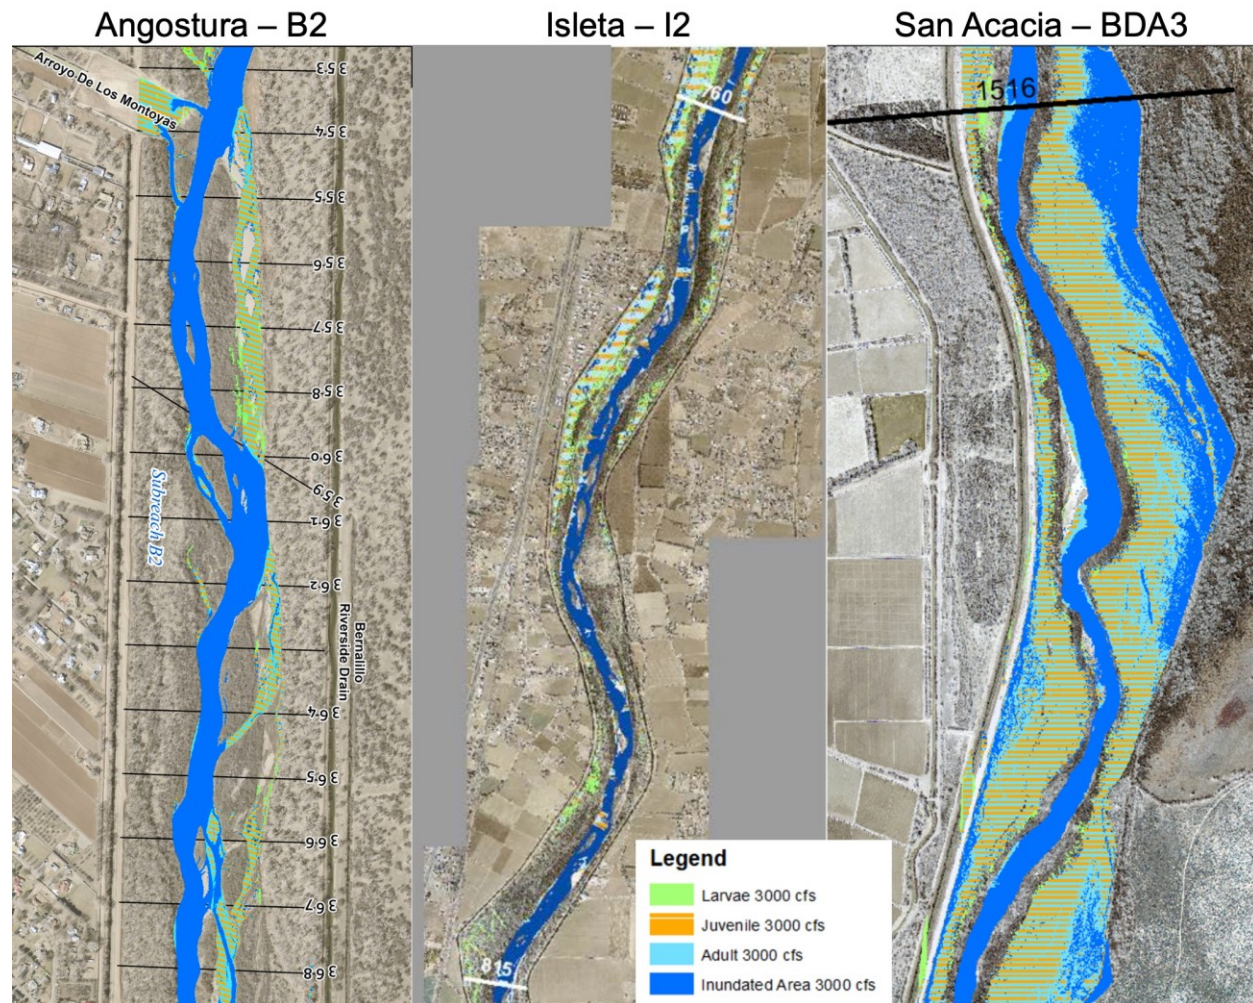 Angostura – B2
Isleta – I2
San Acacia – BDA3
Arroyo De Los Montoyas
353
354
355
356
357
358
360
359
361
362
364
365
366
367
368
Subreach B2
Bernalillo
Riverside Drain
760
815
1516
Legend
Larvae 3000 cfs
Juvenile 3000 cfs
Adult 3000 cfs
Inundated Area 3000 cfs